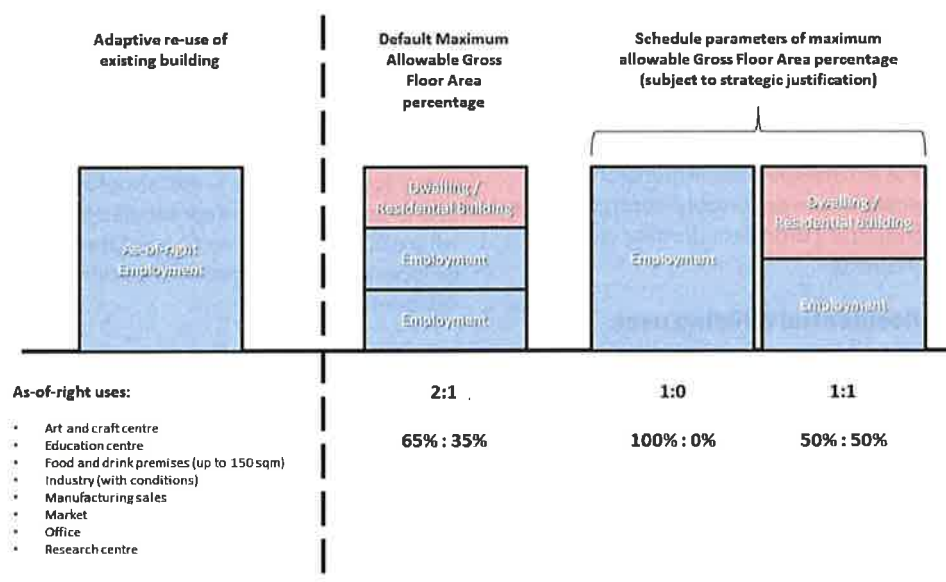 Adaptive re-use of
existing building
Default Maximum
Allowable Gross
Floor Area
percentage
Schedule parameters of maximum
allowable Gross Floor Area percentage
(subject to strategic justification)
As-of-right
Employment
Dwelling /
Residential Building
Employment
Employment
Employment
Dwelling /
Residential building
Employment
As-of-right uses:
• Art and craft centre
• Education centre
• Food and drink premises (up to 150 sqm)
• Industry (with conditions)
• Manufacturing sales
• Market
• Office
• Research centre
2:1
65% : 35%
1:0
100% : 0%
1:1
50% : 50%